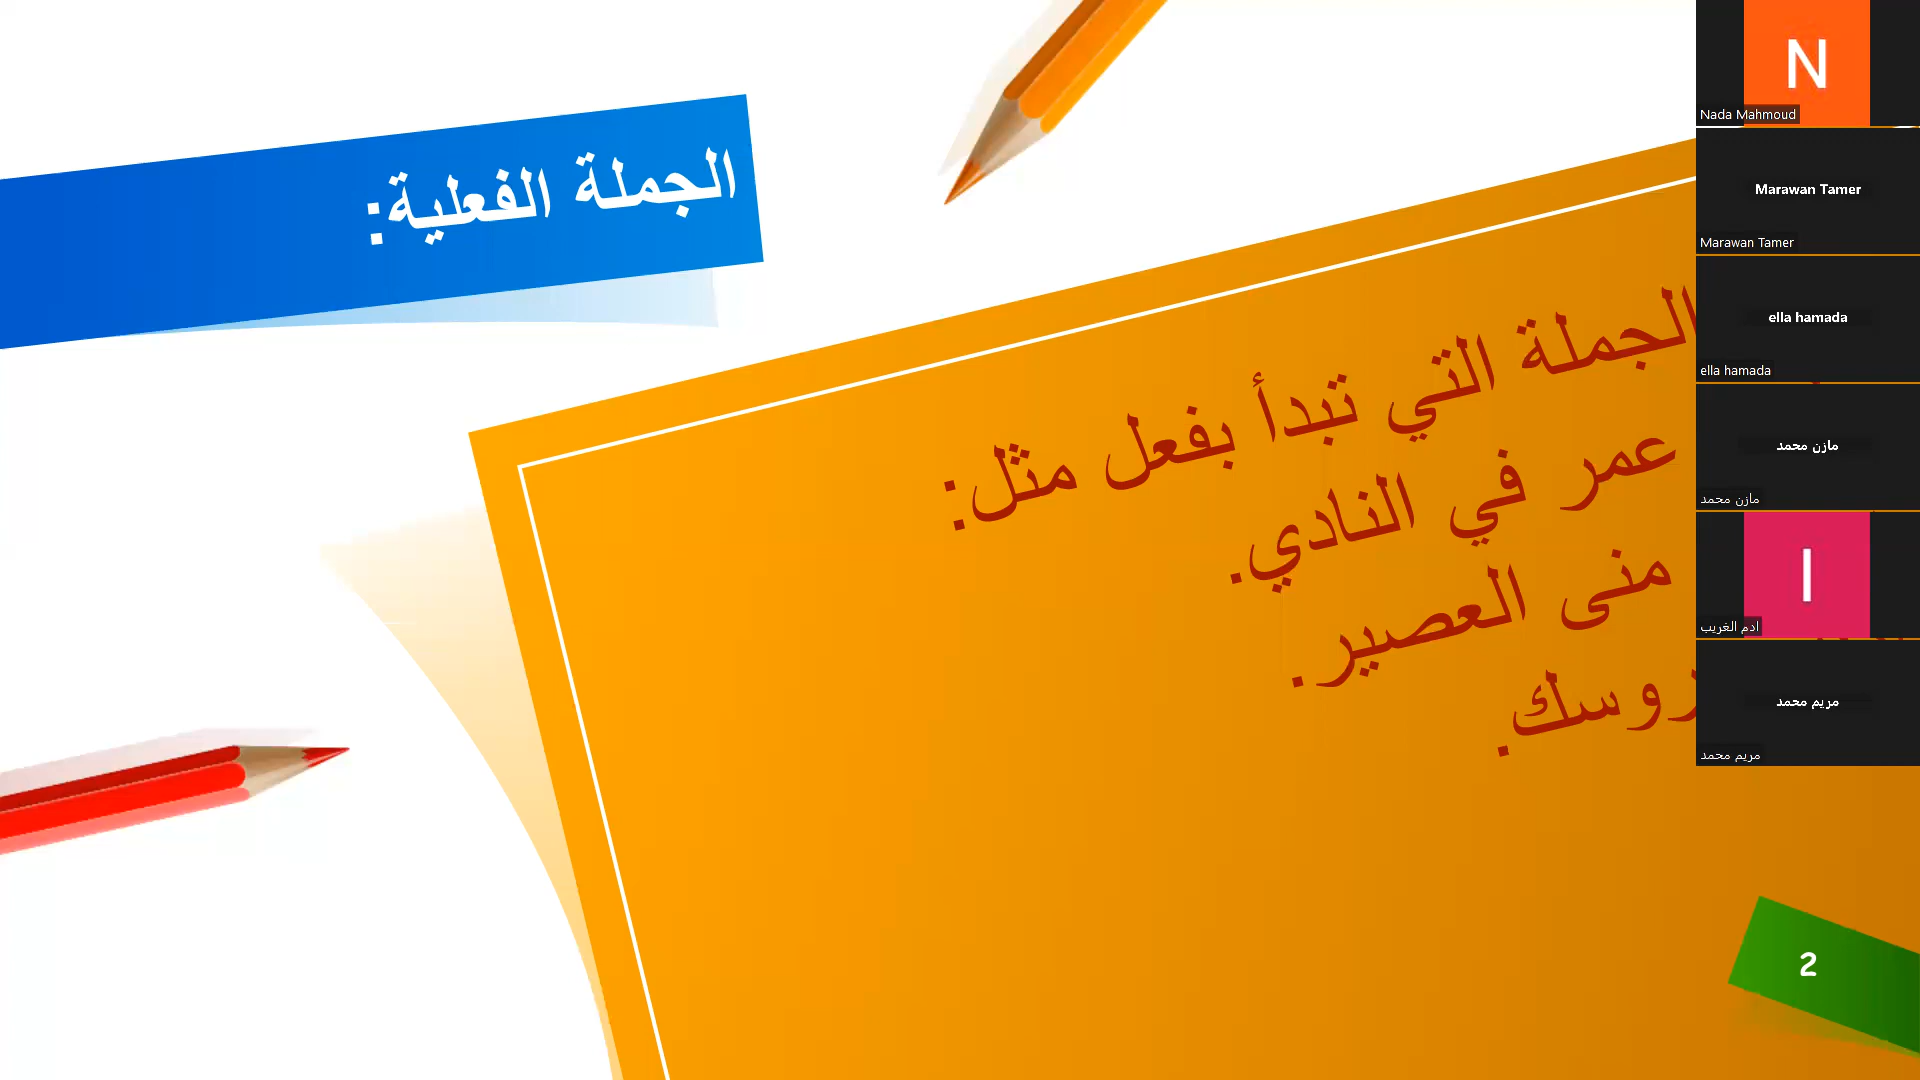 الجملة الفعلية:
الجملة التي تبدأ بفعل مثل:
عمر في النادي.
منى العصير.
روسك.
2
N
Nada Mahmoud
Marawan Tamer
Marawan Tamer
ella hamada
ella hamada
مازن محمد
مازن محمد
I
ادم الغريب
مريم محمد
مريم محمد